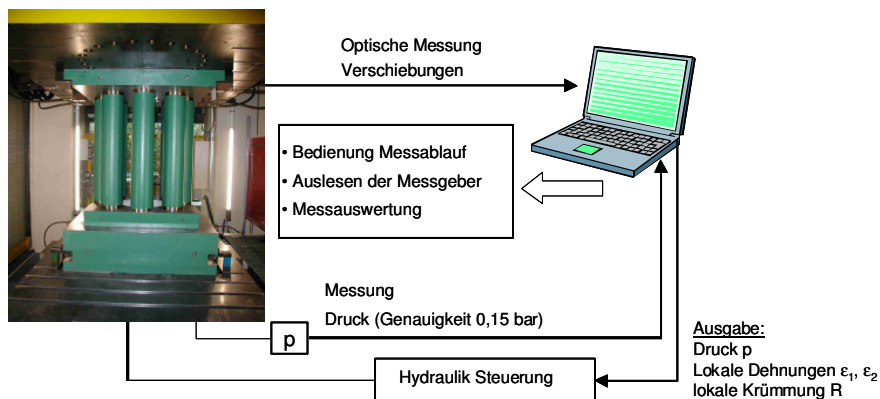 Optische Messung
Verschiebungen
• Bedienung Messablauf
• Auslesen der Messgeber
• Messauswertung
Messung
Druck (Genauigkeit 0,15 bar)
p
Hydraulik Steuerung
Ausgabe:
Druck p
Lokale Dehnungen ε₁, ε₂
lokale Krümmung R